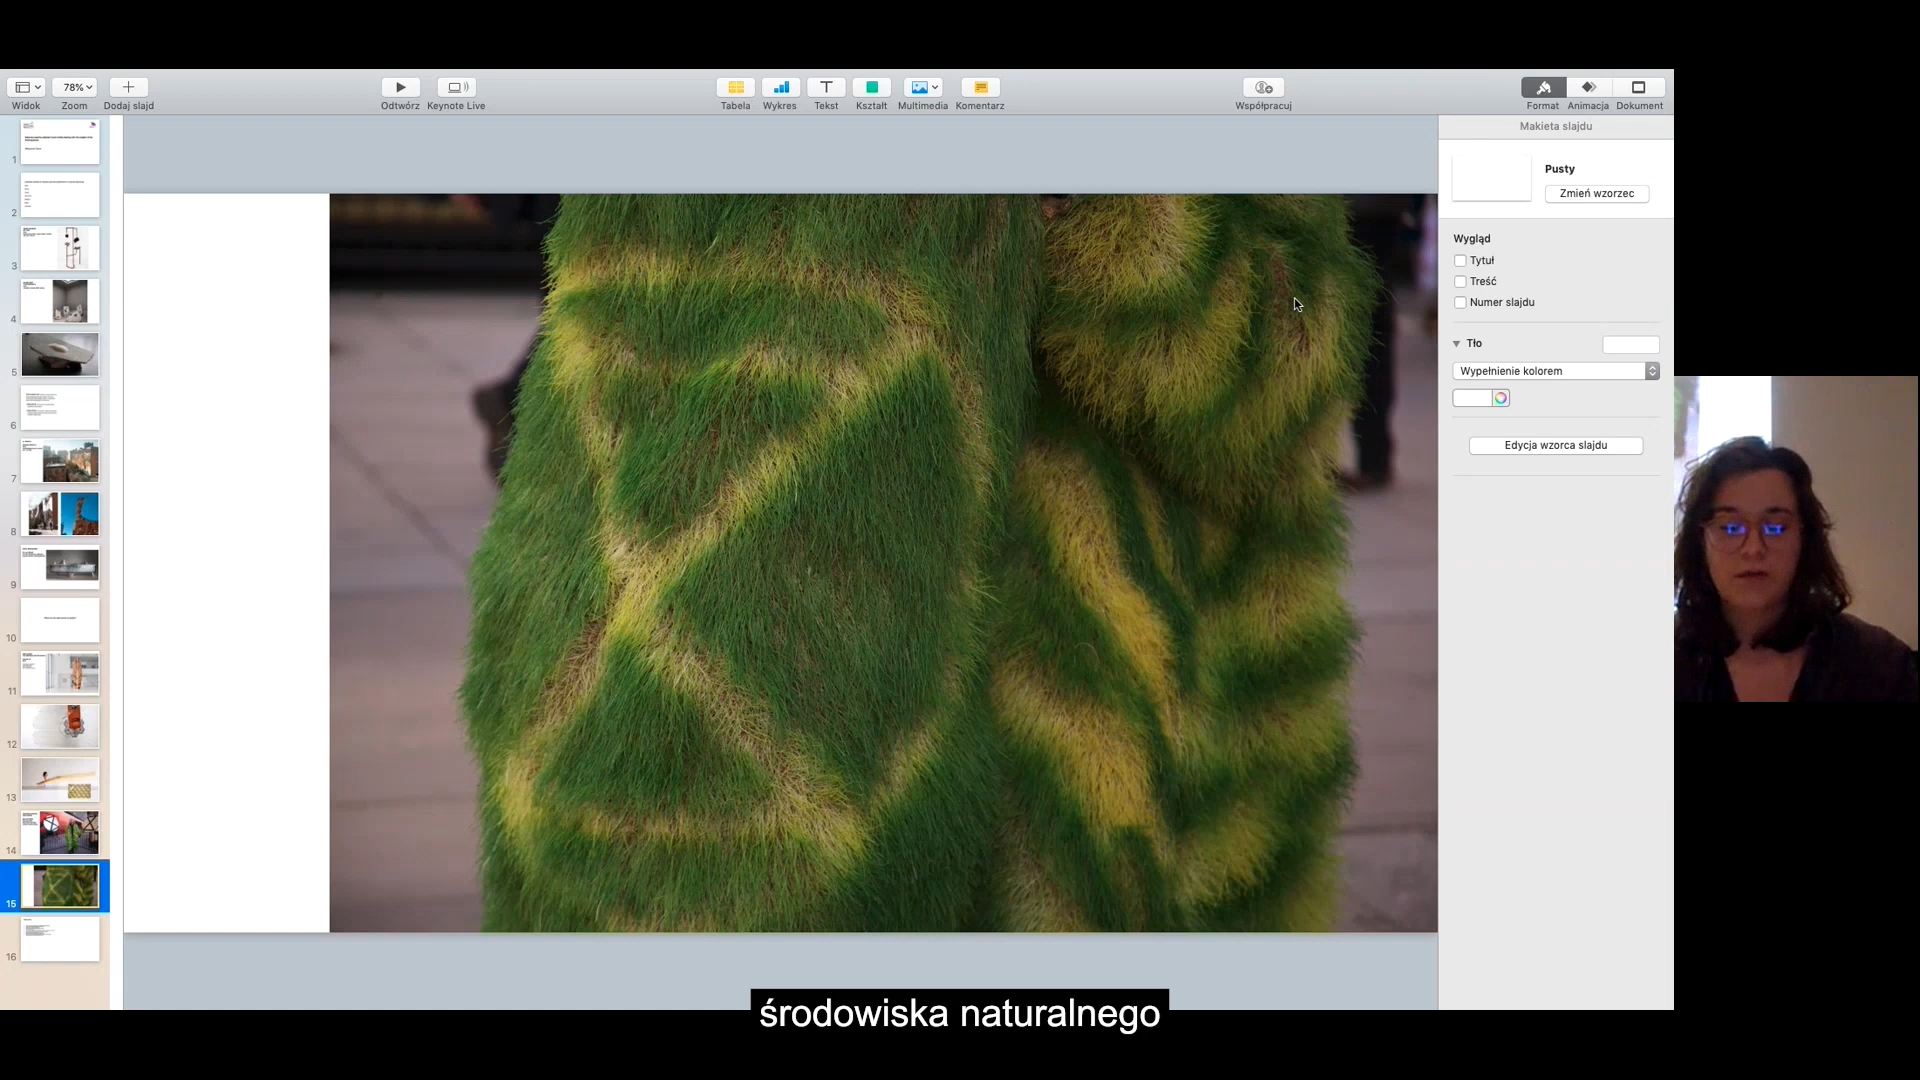 78%
Widok
Zoom
Dodaj slajd
Odtwórz
Keynote Live
Tabela
Wykres
Tekst
Kształt
Multimedia
Komentarz
Współpracuj
Format
Animacja
Dokument
Makieta slajdu
Pusty
Zmień wzorzec
Wygląd
Tytuł
Treść
Numer slajdu
Tło
Wypełnienie kolorem
Edycja wzorca slajdu
1
2
3
4
5
6
7
8
9
10
11
12
13
14
15
16
środowiska naturalnego